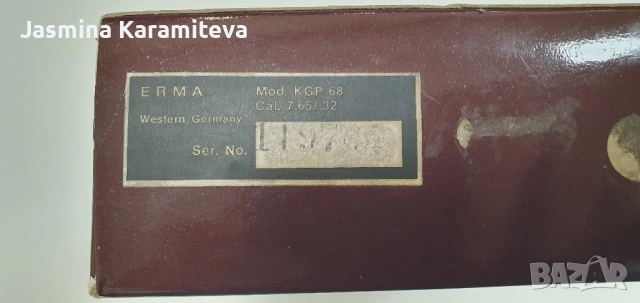 Jasmina Karamiteva
ERMA Mod. KGP 68
Cal. 7,65/.32
Western, Germany
Ser. No.
BAZAR